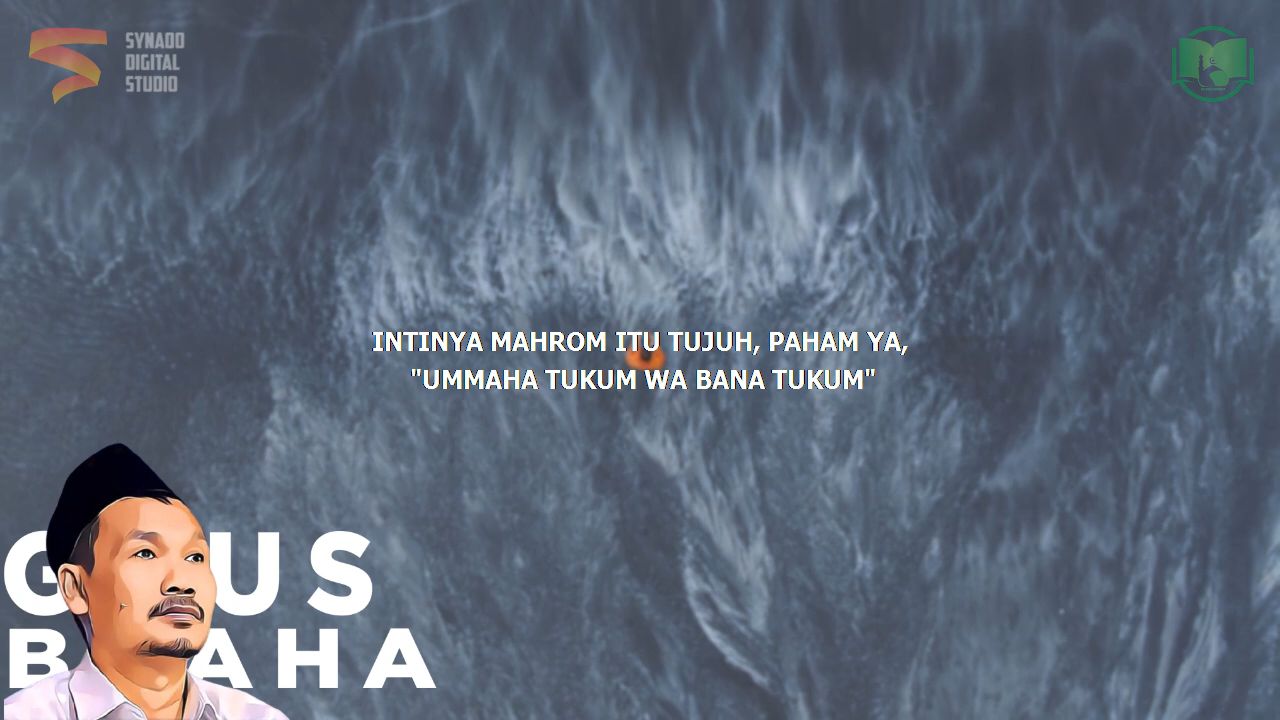 SYNADO
DIGITAL
STUDIO
INTINYA MAHROM ITU TUJUH, PAHAM YA,
"UMMAHA TUKUM WA BANA TUKUM"
GUS
BAHA